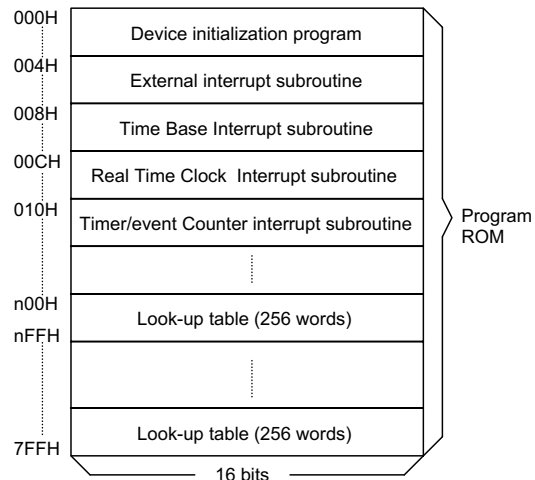 000H
Device initialization program
004H
External interrupt subroutine
008H
Time Base Interrupt subroutine
00CH
Real Time Clock Interrupt subroutine
010H
Timer/event Counter interrupt subroutine
Program
ROM
n00H
Look-up table (256 words)
nFFH
Look-up table (256 words)
7FFH
16 bits